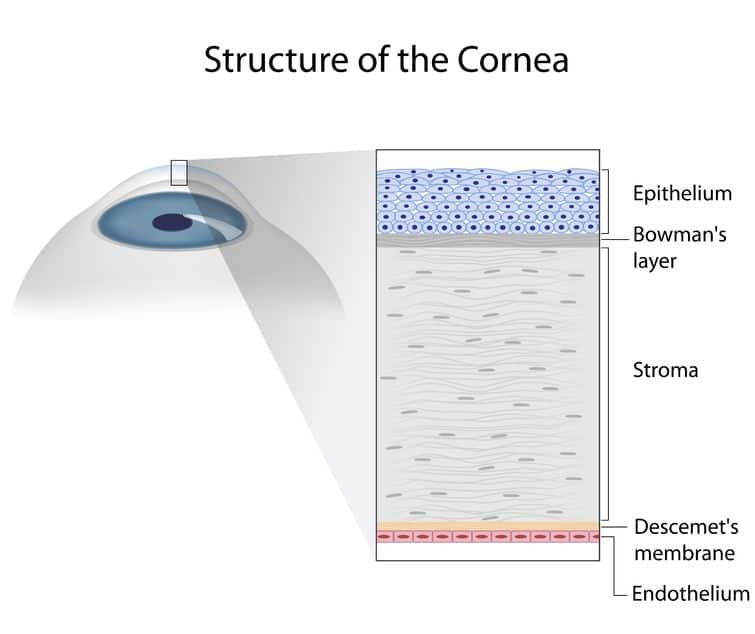 Structure of the Cornea
Epithelium
Bowman's
layer
Stroma
Descemet's
membrane
Endothelium